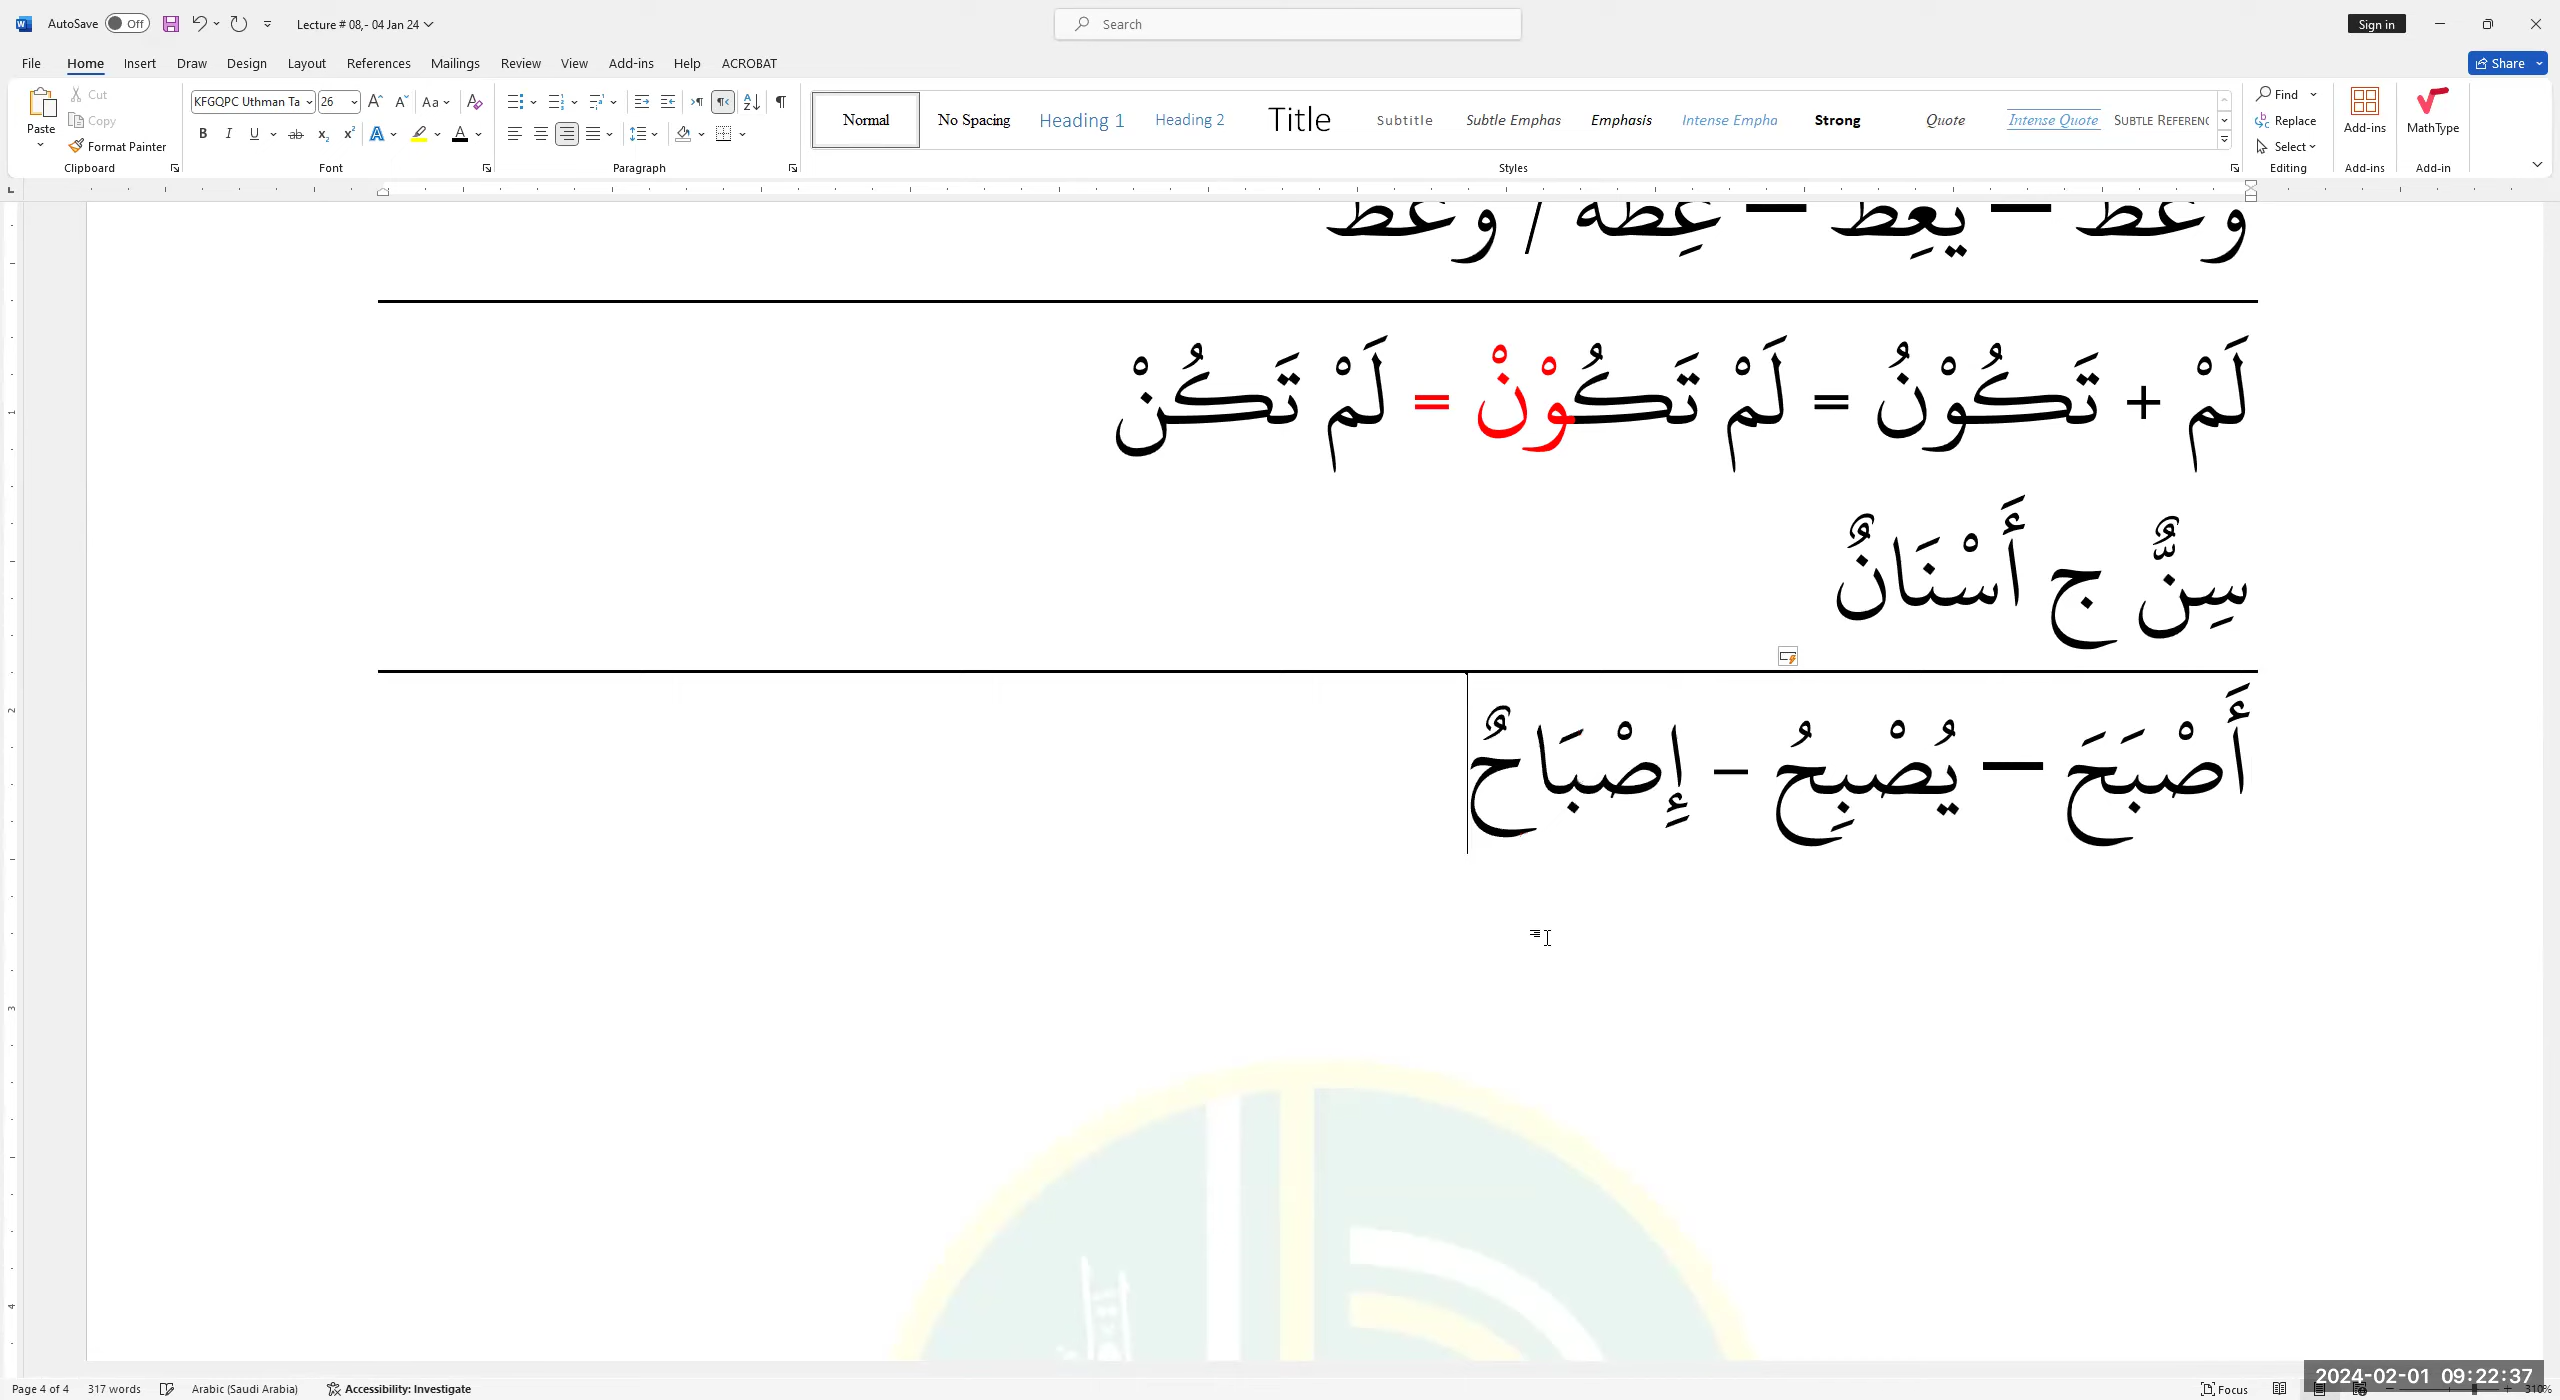 AutoSave Off Lecture # 08,- 04 Jan 24 Search Sign in
File Home Insert Draw Design Layout References Mailings Review View Add-ins Help ACROBAT Share
Paste Cut Copy Format Painter Clipboard
KFGQPC Uthman Ta 26 Font
Paragraph
Normal No Spacing Heading 1 Heading 2 Title Subtitle Subtle Emphas Emphasis Intense Empha Strong Quote Intense Quote SUBTLE REFERENC Styles
Find Replace Select Editing
Add-ins Add-ins
MathType Add-in
لَمْ + تَكُوْنُ = لَمْ تَكُوْنْ = لَمْ تَكُنْ
سِنٌّ ج أَسْنَانٌ
أَصْبَحَ – يُصْبِحُ – إِصْبَاحٌ
Page 4 of 4 317 words Arabic (Saudi Arabia) Accessibility: Investigate Focus 310%
2024-02-01 09:22:37